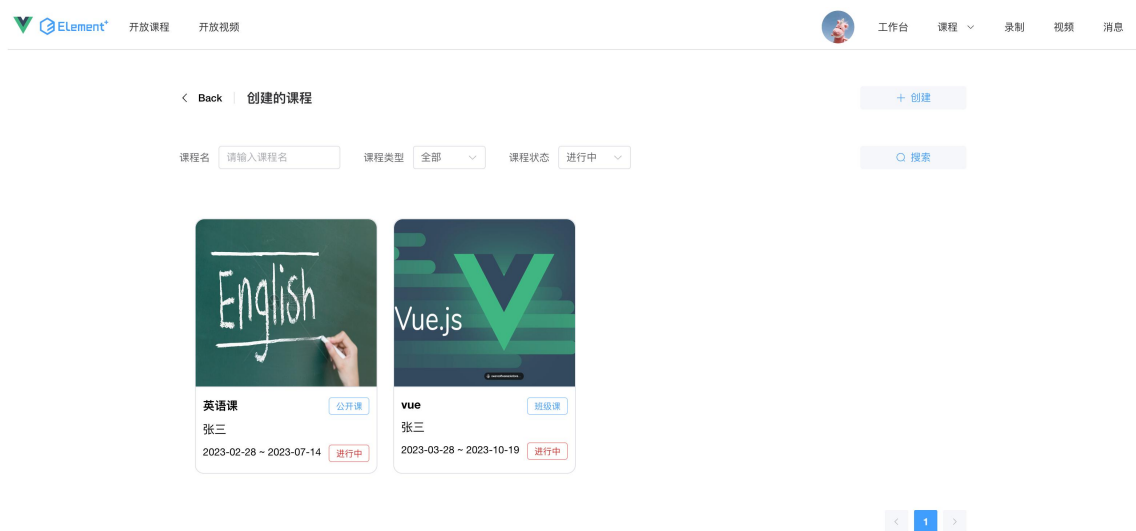 Element+ 开放课程 开放视频 工作台 课程 录制 视频 消息
Back 创建的课程 + 创建
课程名 请输入课程名 课程类型 全部 课程状态 进行中 搜索
English
Vue.js
英语课 公开课
张三
2023-02-28 ~ 2023-07-14 进行中
vue 班级课
张三
2023-03-28 ~ 2023-10-19 进行中
< 1 >